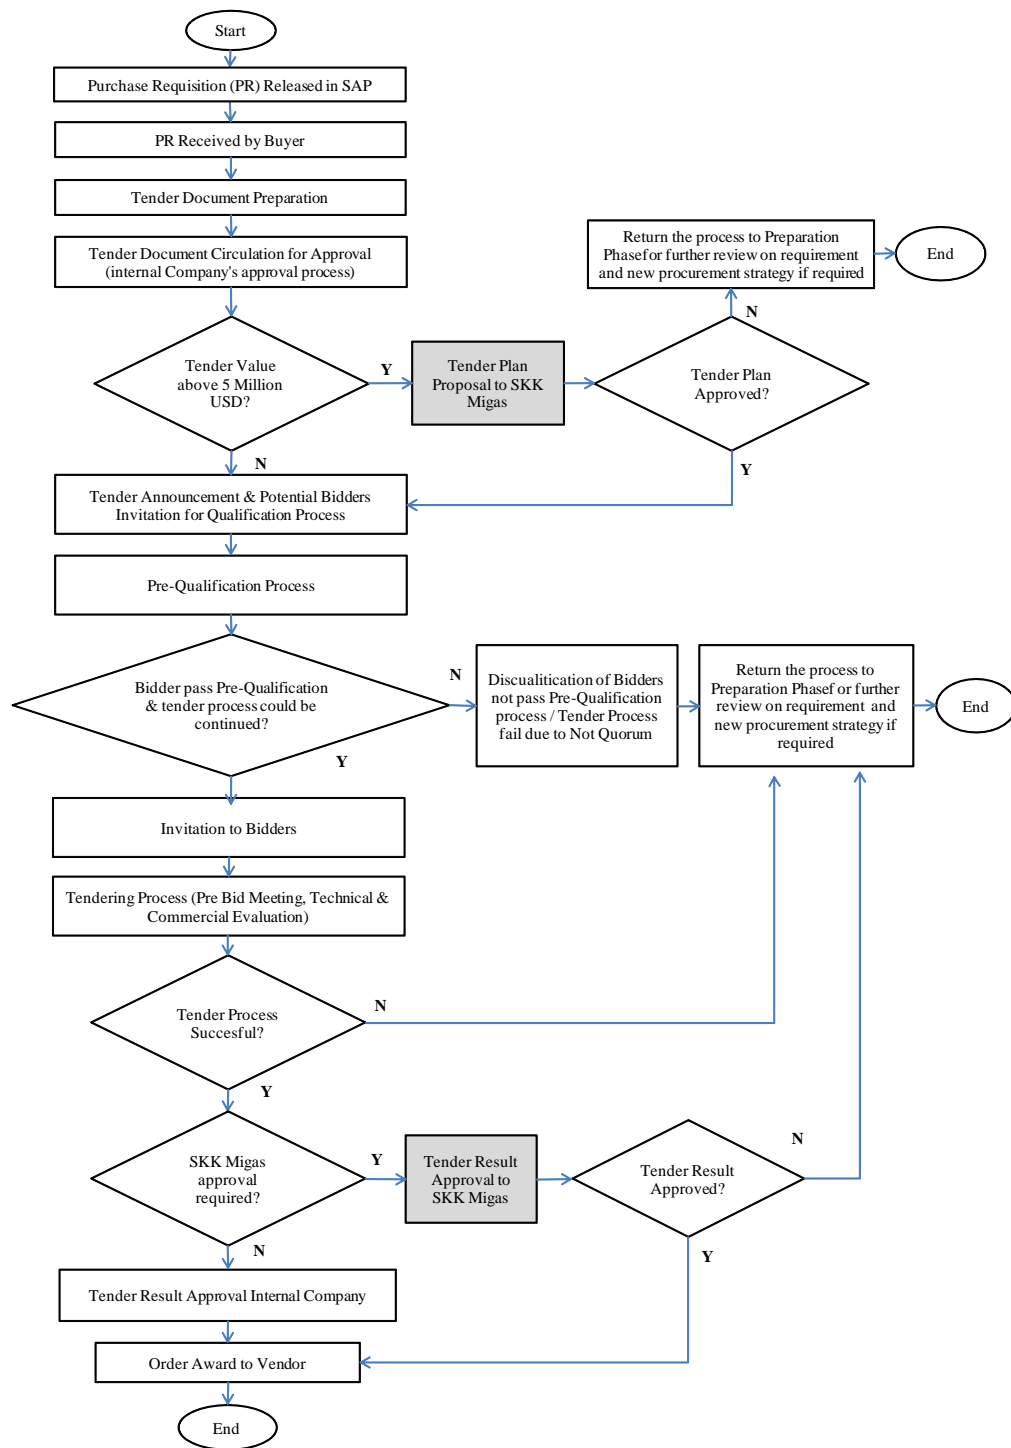 Start
Purchase Requisition (PR) Released in SAP
PR Received by Buyer
Tender Document Preparation
Tender Document Circulation for Approval
(internal Company's approval process)
Return the process to Preparation
Phasefor further review on requirement
and new procurement strategy if required
End
N
Tender Value
above 5 Million
USD?
Y
Tender Plan
Proposal to SKK
Migas
Tender Plan
Approved?
N
Y
Tender Announcement & Potential Bidders
Invitation for Qualification Process
Pre-Qualification Process
Bidder pass Pre-Qualification
& tender process could be
continued?
N
Y
Discualitication of Bidders
not pass Pre-Qualification
process / Tender Process
fail due to Not Quorum
Return the process to
Preparation Phasef or further
review on requirement and
new procurement strategy if
required
End
Invitation to Bidders
Tendering Process (Pre Bid Meeting, Technical &
Commercial Evaluation)
Tender Process
Succesful?
N
Y
SKK Migas
approval
required?
Y
Tender Result
Approval to
SKK Migas
Tender Result
Approved?
N
N
Y
Tender Result Approval Internal Company
Order Award to Vendor
End